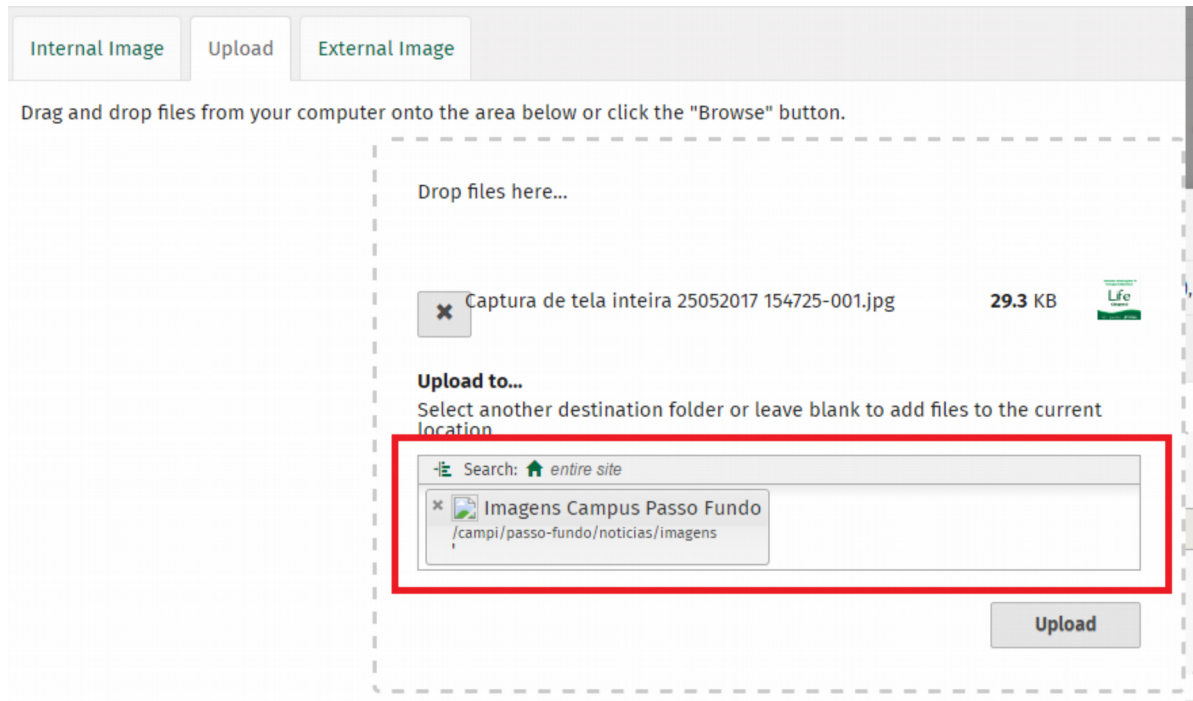 Internal Image
Upload
External Image
Drag and drop files from your computer onto the area below or click the "Browse" button.
Drop files here...
Captura de tela inteira 25052017 154725-001.jpg
29.3 KB
Life
Upload to...
Select another destination folder or leave blank to add files to the current
location
Search: entire site
Imagens Campus Passo Fundo
/campi/passo-fundo/noticias/imagens
Upload